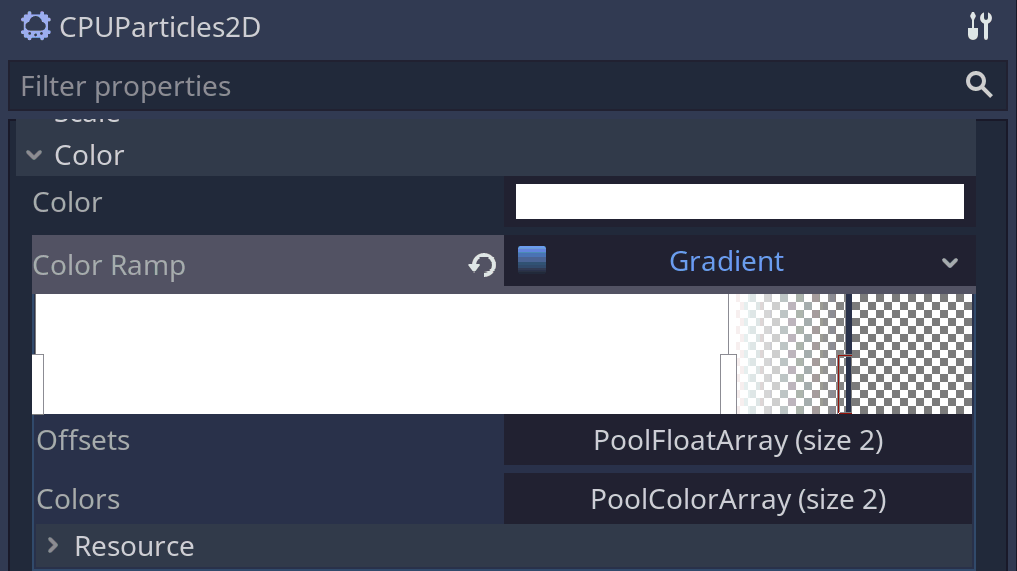 CPUParticles2D
Filter properties
Scale
Color
Color
Color Ramp
Gradient
Offsets
PoolFloatArray (size 2)
Colors
PoolColorArray (size 2)
Resource